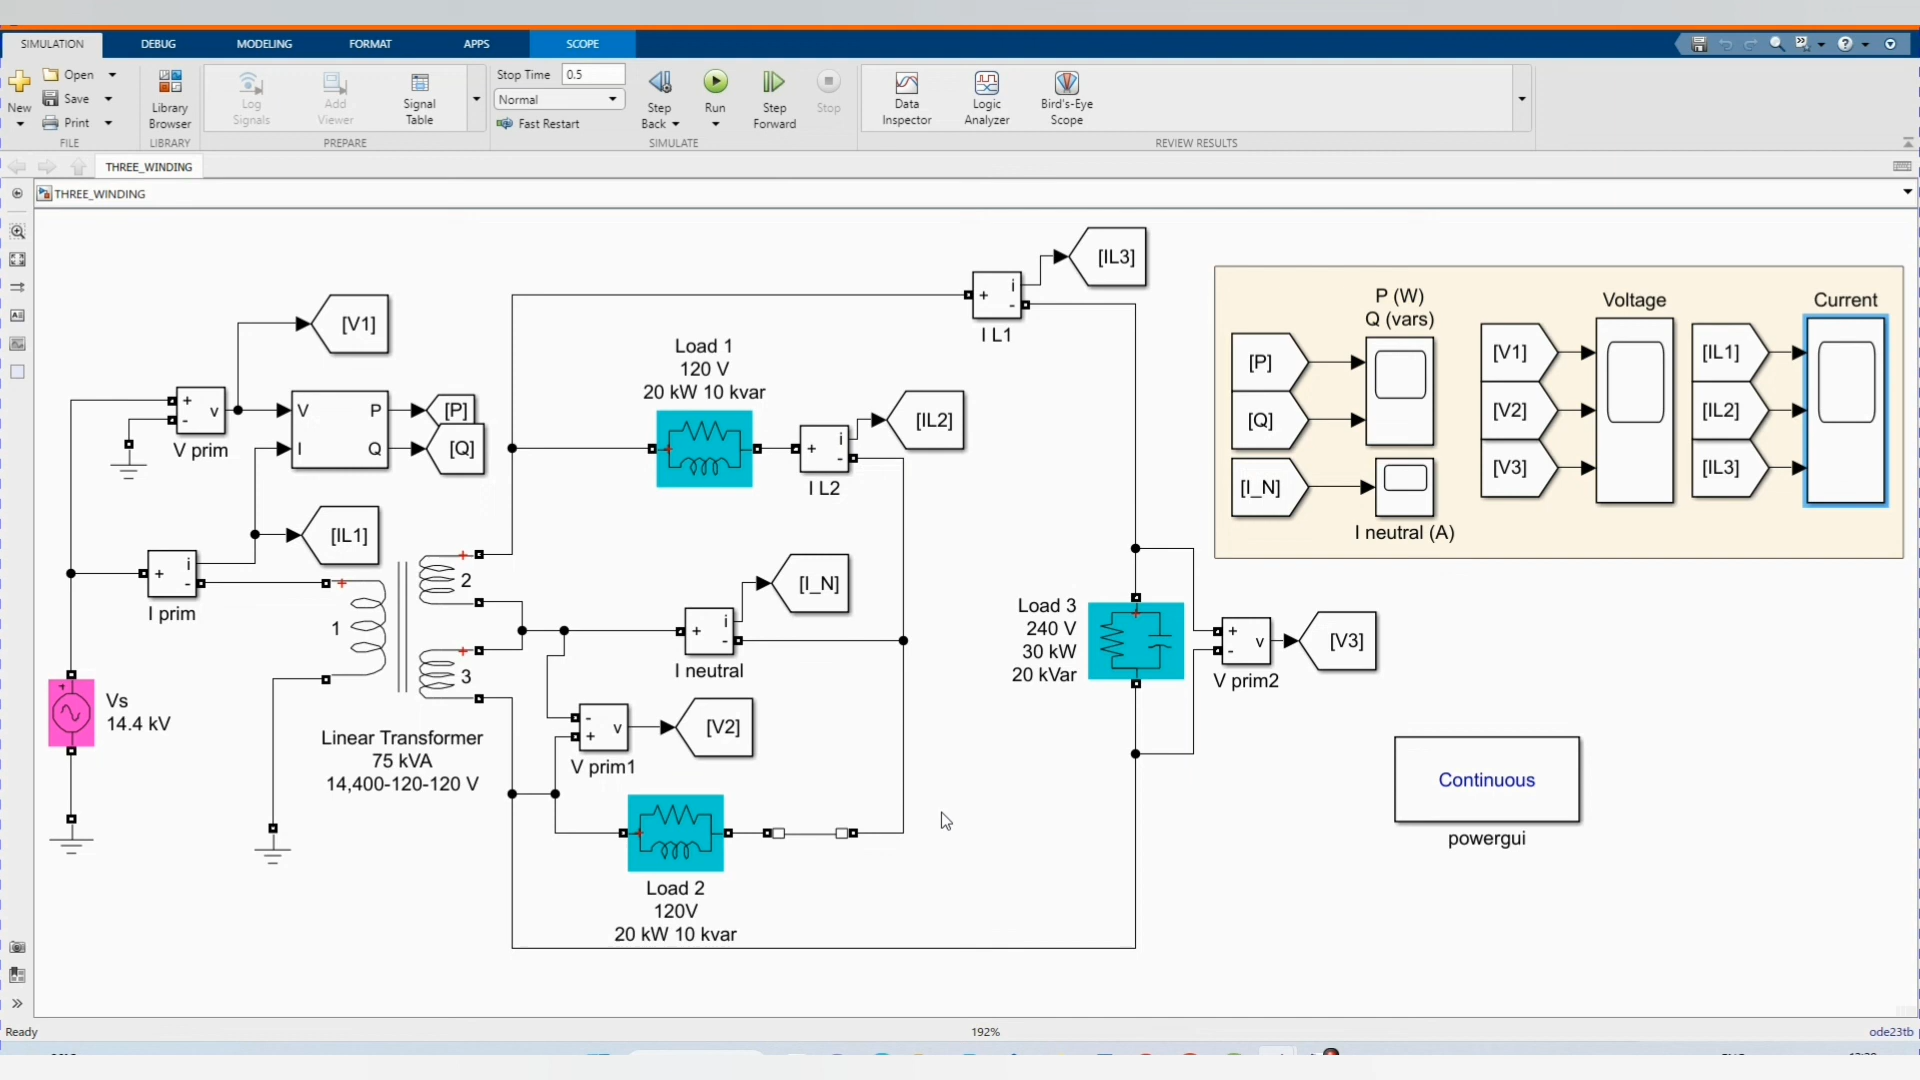 SIMULATION
DEBUG
MODELING
FORMAT
APPS
SCOPE
New
Open
Save
Print
FILE
Library
Browser
LIBRARY
Log
Signals
Add
Viewer
Signal
Table
PREPARE
Stop Time 0.5
Normal
Fast Restart
Step
Back
Run
Step
Forward
Stop
SIMULATE
Data
Inspector
Logic
Analyzer
Bird's-Eye
Scope
REVIEW RESULTS
THREE_WINDING
THREE_WINDING
[V1]
V prim
V
I
P
Q
[P]
[Q]
[IL1]
I prim
Vs
14.4 kV
1
2
3
Linear Transformer
75 kVA
14,400-120-120 V
Load 1
120 V
20 kW 10 kvar
I L2
[IL2]
I L1
[IL3]
[I_N]
I neutral
V prim1
[V2]
Load 2
120V
20 kW 10 kvar
Load 3
240 V
30 kW
20 kVar
V prim2
[V3]
P (W)
Q (vars)
[P]
[Q]
[I_N]
I neutral (A)
Voltage
[V1]
[V2]
[V3]
Current
[IL1]
[IL2]
[IL3]
Continuous
powergui
Ready
192%
ode23tb